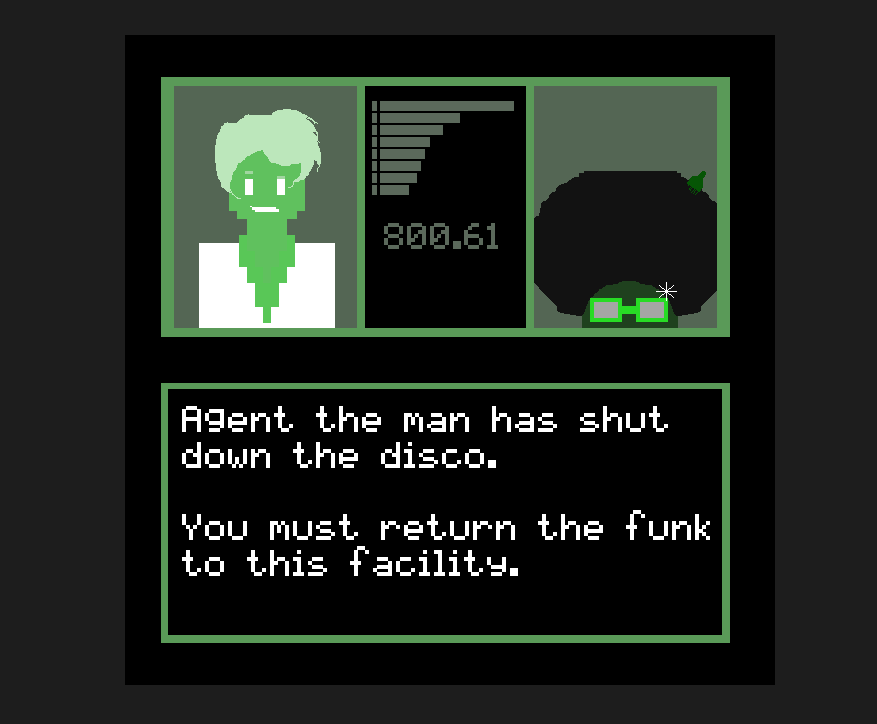 800.61
Agent the man has shut
down the disco.
You must return the funk
to this facility.